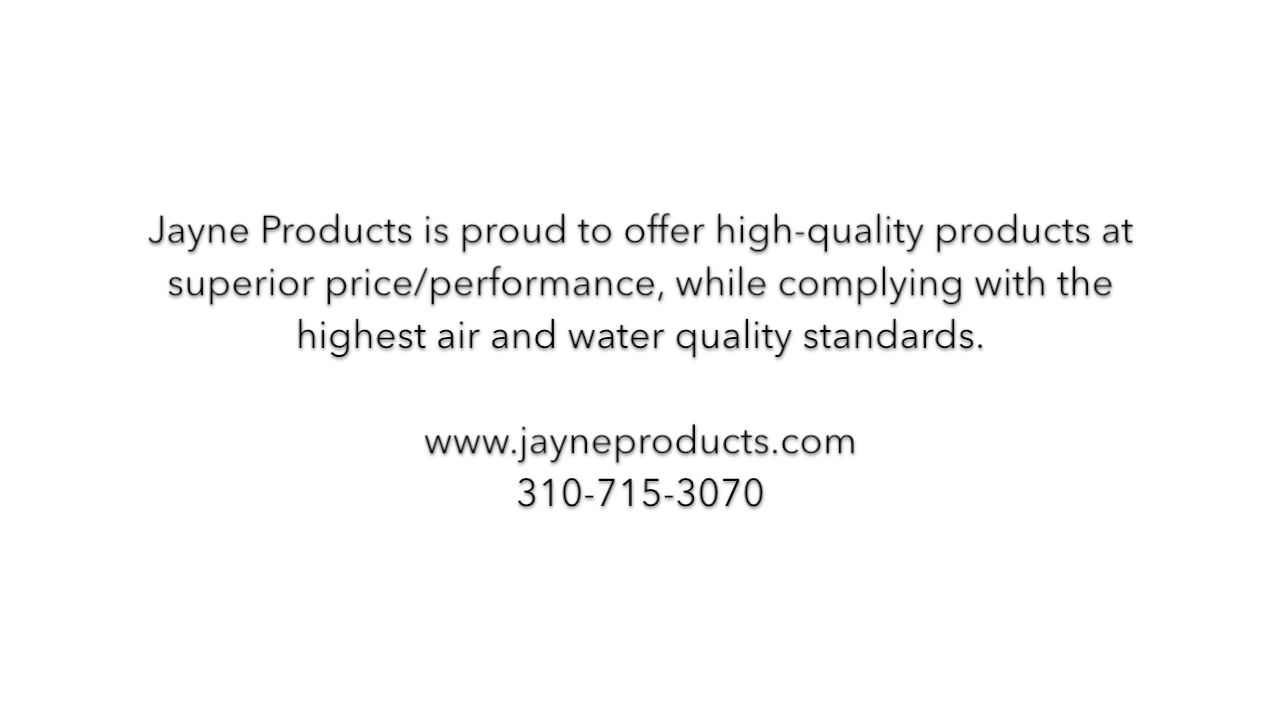 Jayne Products is proud to offer high-quality products at
superior price/performance, while complying with the
highest air and water quality standards.
www.jayneproducts.com
310-715-3070